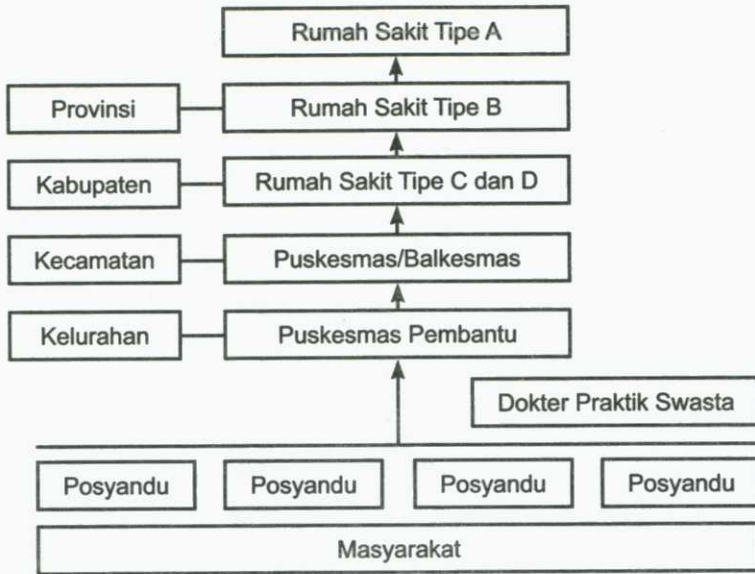 Rumah Sakit Tipe A
Provinsi
Rumah Sakit Tipe B
Kabupaten
Rumah Sakit Tipe C dan D
Kecamatan
Puskesmas/Balkesmas
Kelurahan
Puskesmas Pembantu
Dokter Praktik Swasta
Posyandu
Posyandu
Posyandu
Posyandu
Masyarakat